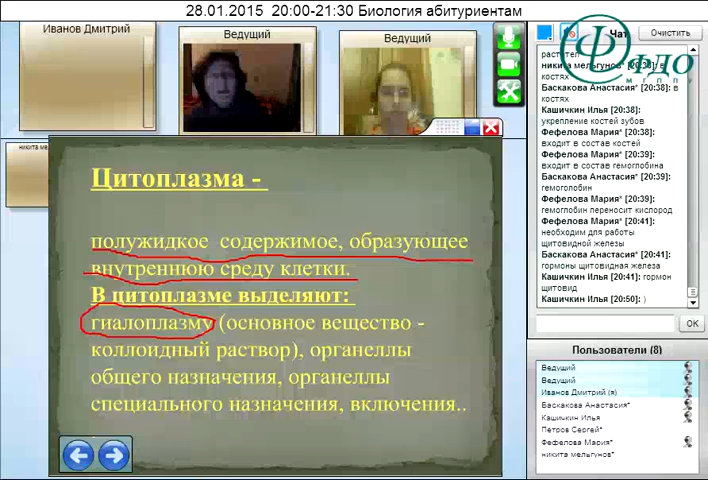 28.01.2015 20:00-21:30 Биология абитуриентам
Иванов Дмитрий
Ведущий
Ведущий
никита мел
Цитоплазма -
полужидкое содержимое, образующее
внутреннюю среду клетки.
В цитоплазме выделяют:
гиалоплазму (основное вещество -
коллоидный раствор), органеллы
общего назначения, органеллы
специального назначения, включения..
Чат
Очистить
Фідо
МГПП
растител
никита мельгунов* [20:38]: в
костях
Баскакова Анастасия* [20:38]: в
костях
Кашичкин Илья [20:38]:
укрепление костей зубов
Фефелова Мария* [20:38]:
входит в состав костей
Фефелова Мария* [20:39]:
входит в состав гемоглобина
Баскакова Анастасия* [20:39]:
гемоголобин
Фефелова Мария* [20:39]:
гемоглобин переносит кислород
Фефелова Мария* [20:41]:
необходим для работы
щитовидной железы
Баскакова Анастасия* [20:41]:
гормоны щитовидная железа
Кашичкин Илья [20:41]: гормон
щитовид
Кашичкин Илья [20:50]: )
OK
Пользователи (8)
Ведущий
Ведущий
Иванов Дмитрий (я)
Баскакова Анастасия*
Кашичкин Илья
Петров Сергей*
Фефелова Мария*
никита мельгунов*